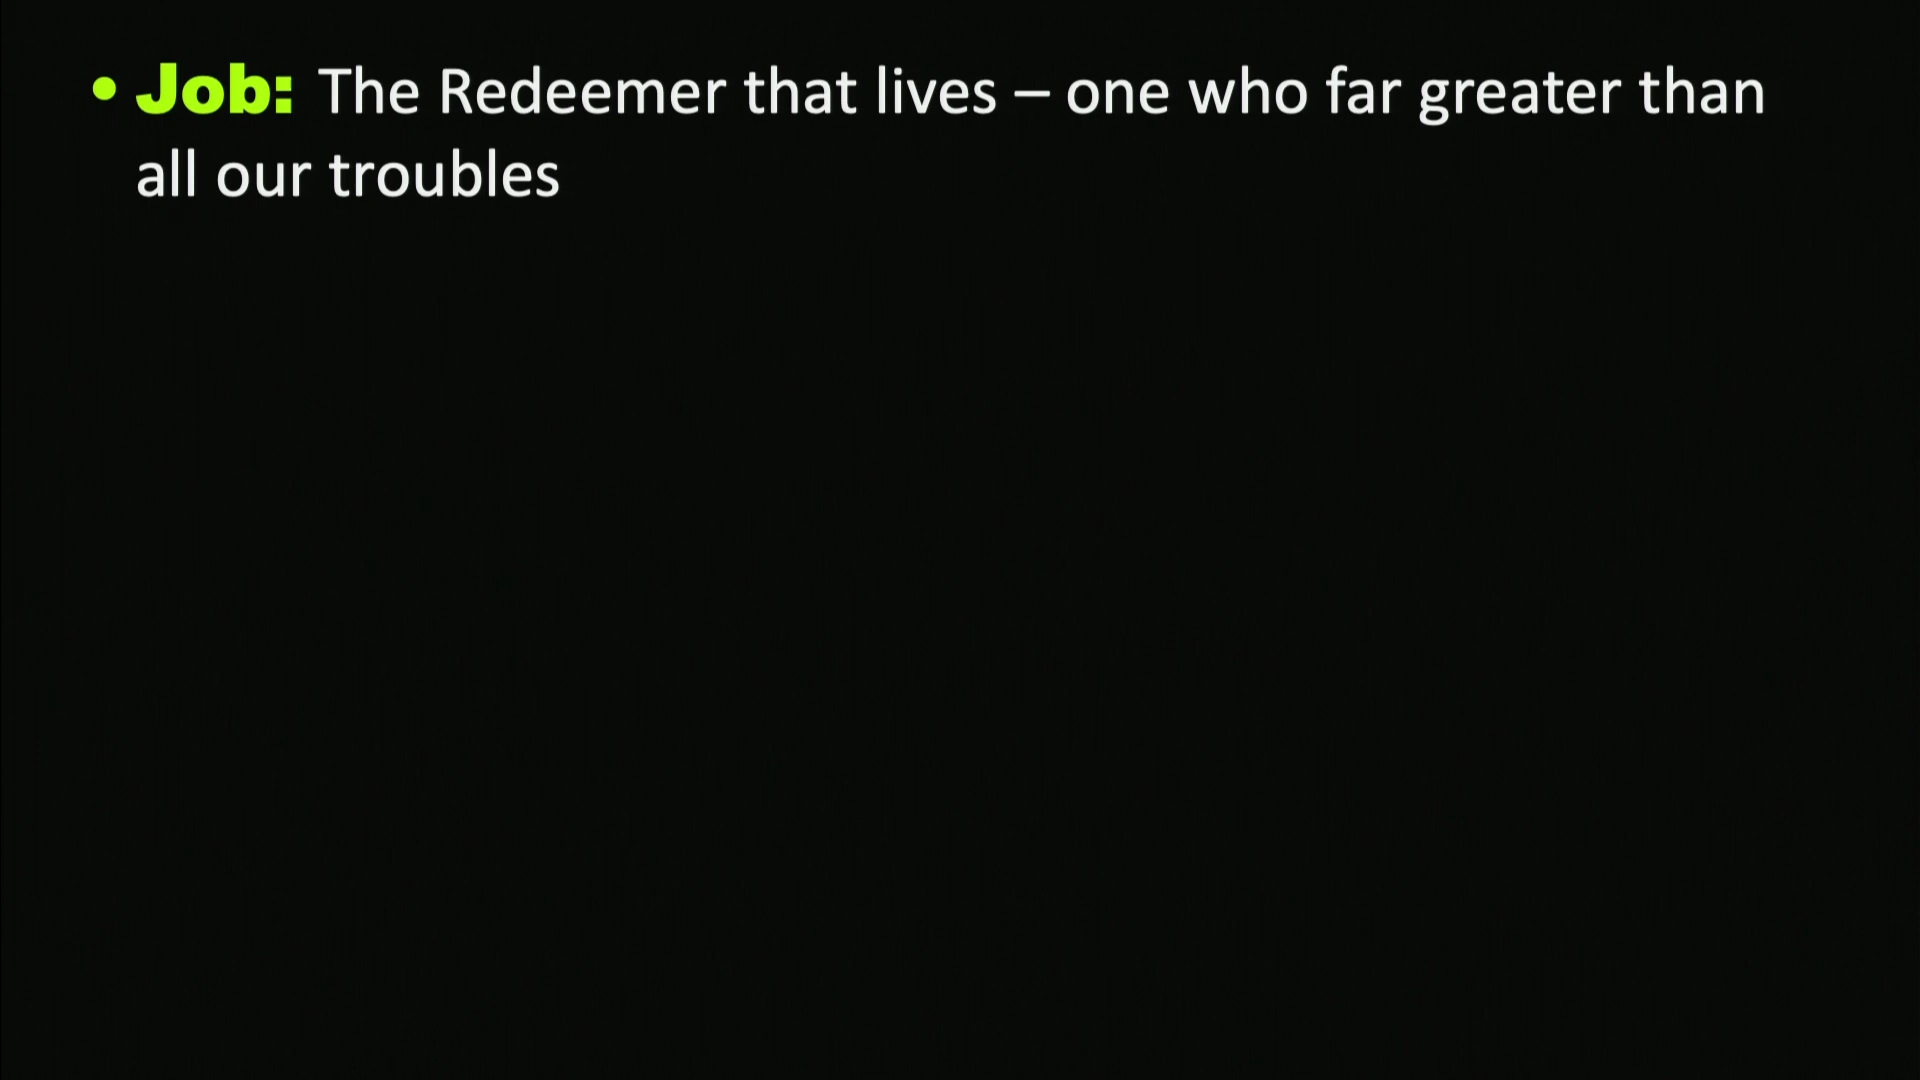 • Job: The Redeemer that lives – one who far greater than
all our troubles